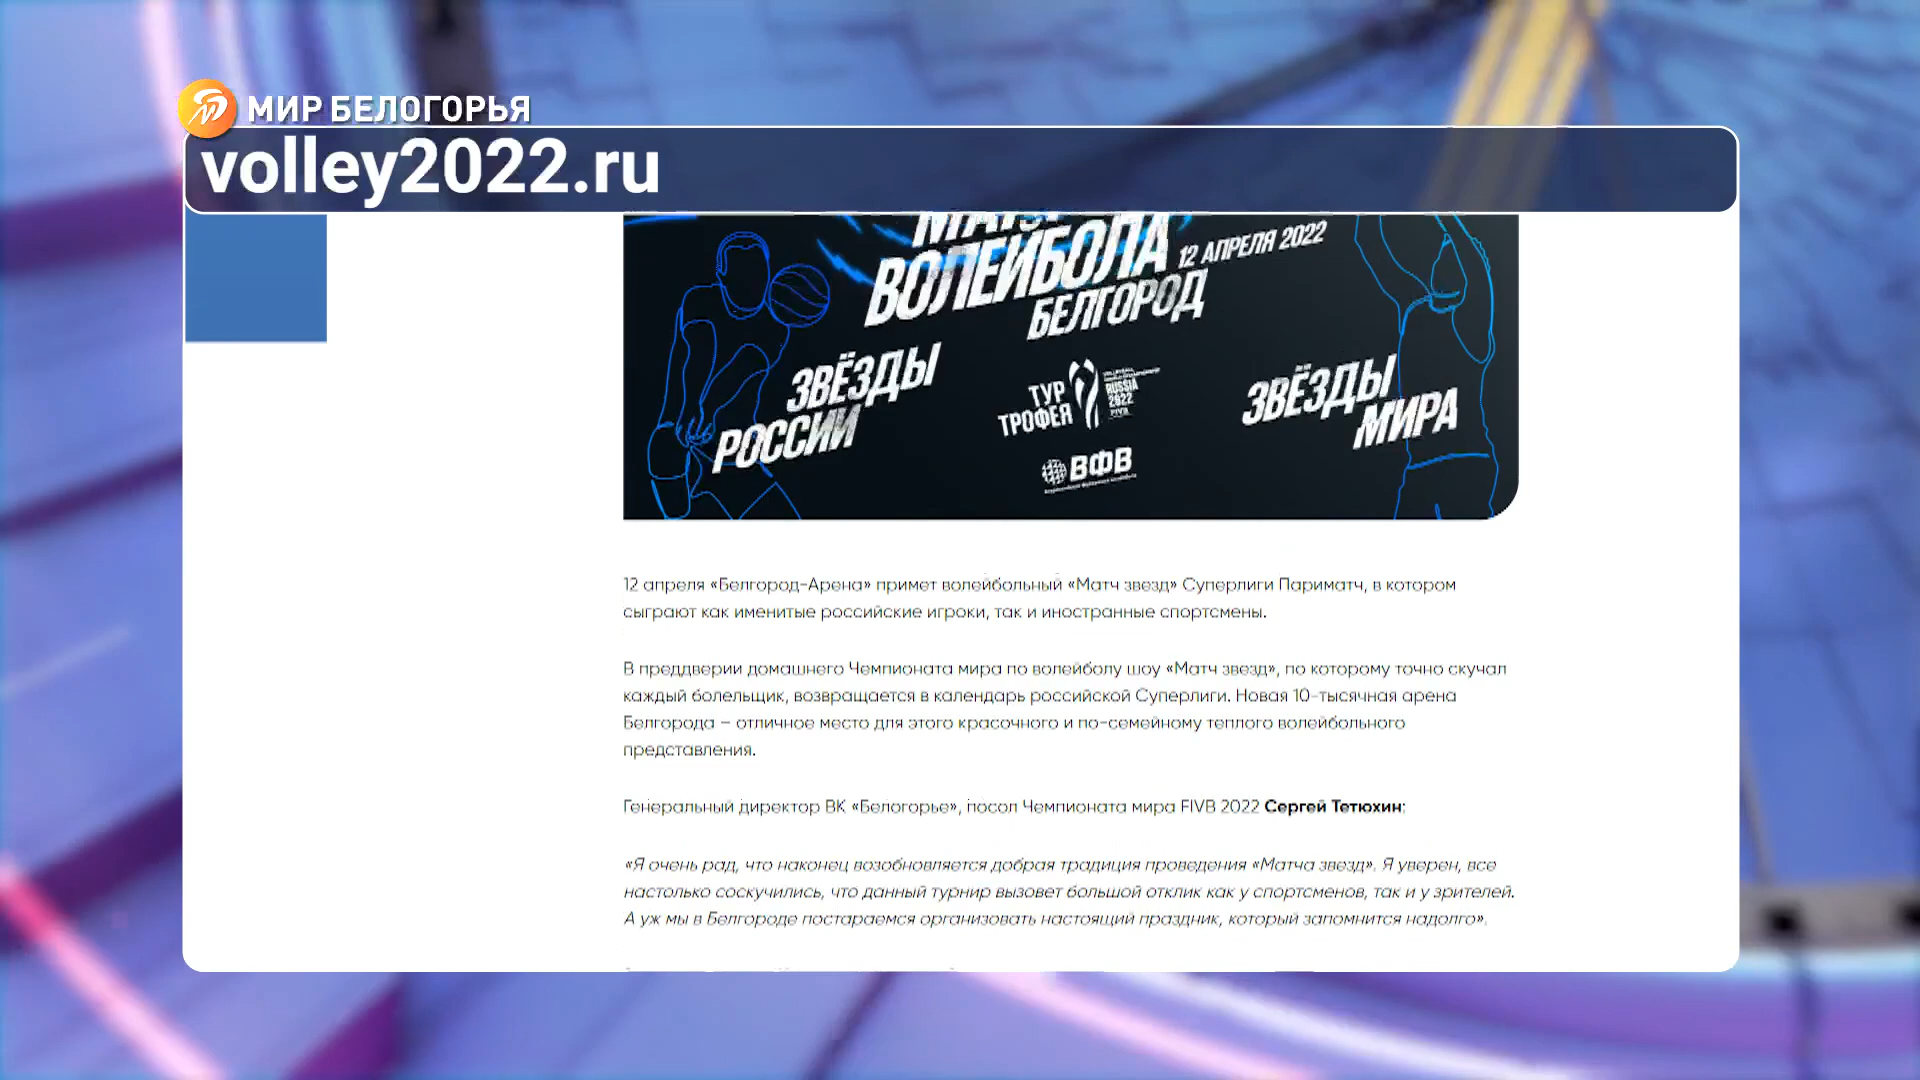 МИР БЕЛОГОРЬЯ
volley2022.ru
ВОЛЕЙБОЛА
12 АПРЕЛЯ 2022
БЕЛГОРОД
ЗВЁЗДЫ
РОССИИ
ТУР
ТРОФЕЯ
RUSSIA
2022
FIVB
ЗВЁЗДЫ
МИРА
ВФВ
12 апреля «Белгород-Арена» примет волейбольный «Матч звезд» Суперлиги Париматч, в котором
сыграют как именитые российские игроки, так и иностранные спортсмены.
В преддверии домашнего Чемпионата мира по волейболу шоу «Матч звезд», по которому точно скучал
каждый болельщик, возвращается в календарь российской Суперлиги. Новая 10-тысячная арена
Белгорода – отличное место для этого красочного и по-семейному теплого волейбольного
представления.
Генеральный директор ВК «Белогорье», посол Чемпионата мира FIVB 2022 Сергей Тетюхин:
«Я очень рад, что наконец возобновляется добрая традиция проведения «Матча звезд». Я уверен, все
настолько соскучились, что данный турнир вызовет большой отклик как у спортсменов, так и у зрителей.
А уж мы в Белгороде постараемся организовать настоящий праздник, который запомнится надолго».